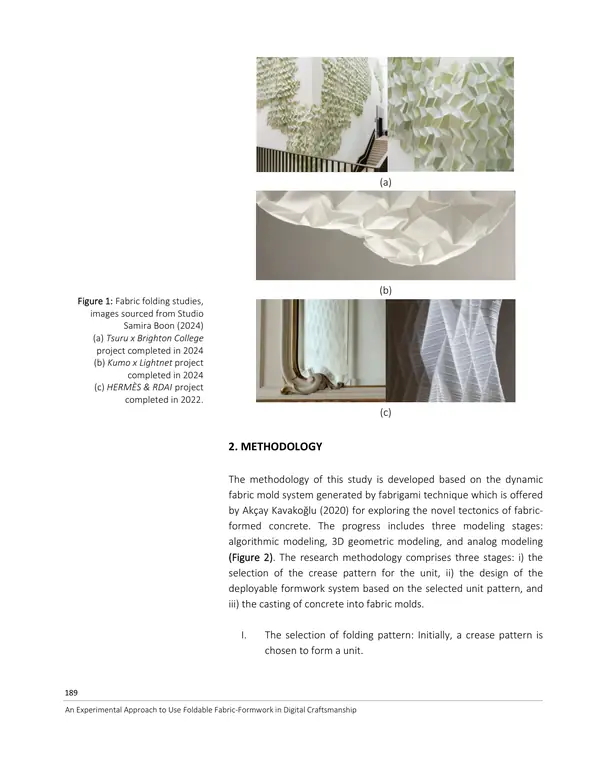 (a)
(b)
Figure 1: Fabric folding studies,
images sourced from Studio
Samira Boon (2024)
(a) Tsuru x Brighton College
project completed in 2024
(b) Kumo x Lightnet project
completed in 2024
(c) HERMÈS & RDAI project
completed in 2022.
(c)
2. METHODOLOGY
The methodology of this study is developed based on the dynamic
fabric mold system generated by fabrigami technique which is offered
by Akçay Kavakoğlu (2020) for exploring the novel tectonics of fabric-
formed concrete. The progress includes three modeling stages:
algorithmic modeling, 3D geometric modeling, and analog modeling
(Figure 2). The research methodology comprises three stages: i) the
selection of the crease pattern for the unit, ii) the design of the
deployable formwork system based on the selected unit pattern, and
iii) the casting of concrete into fabric molds.
I. The selection of folding pattern: Initially, a crease pattern is
chosen to form a unit.
189
An Experimental Approach to Use Foldable Fabric-Formwork in Digital Craftsmanship